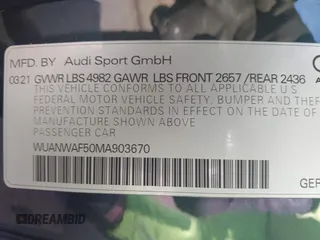 MFD. BY Audi Sport GmbH
03.21 GVWR LBS 4982 GAWR LBS FRONT 2657 /REAR 2436
THIS VEHICLE CONFORMS TO ALL APPLICABLE
FEDERAL MOTOR VEHICLE SAFETY, BUMPER AND THEFT
PREVENTION STANDARDS IN EFFECT ON THE DATE OF
MANUFACTURE SHOWN ABOVE.
PASSENGER CAR
WUANWAF50MA903670
GER
DREAMBID